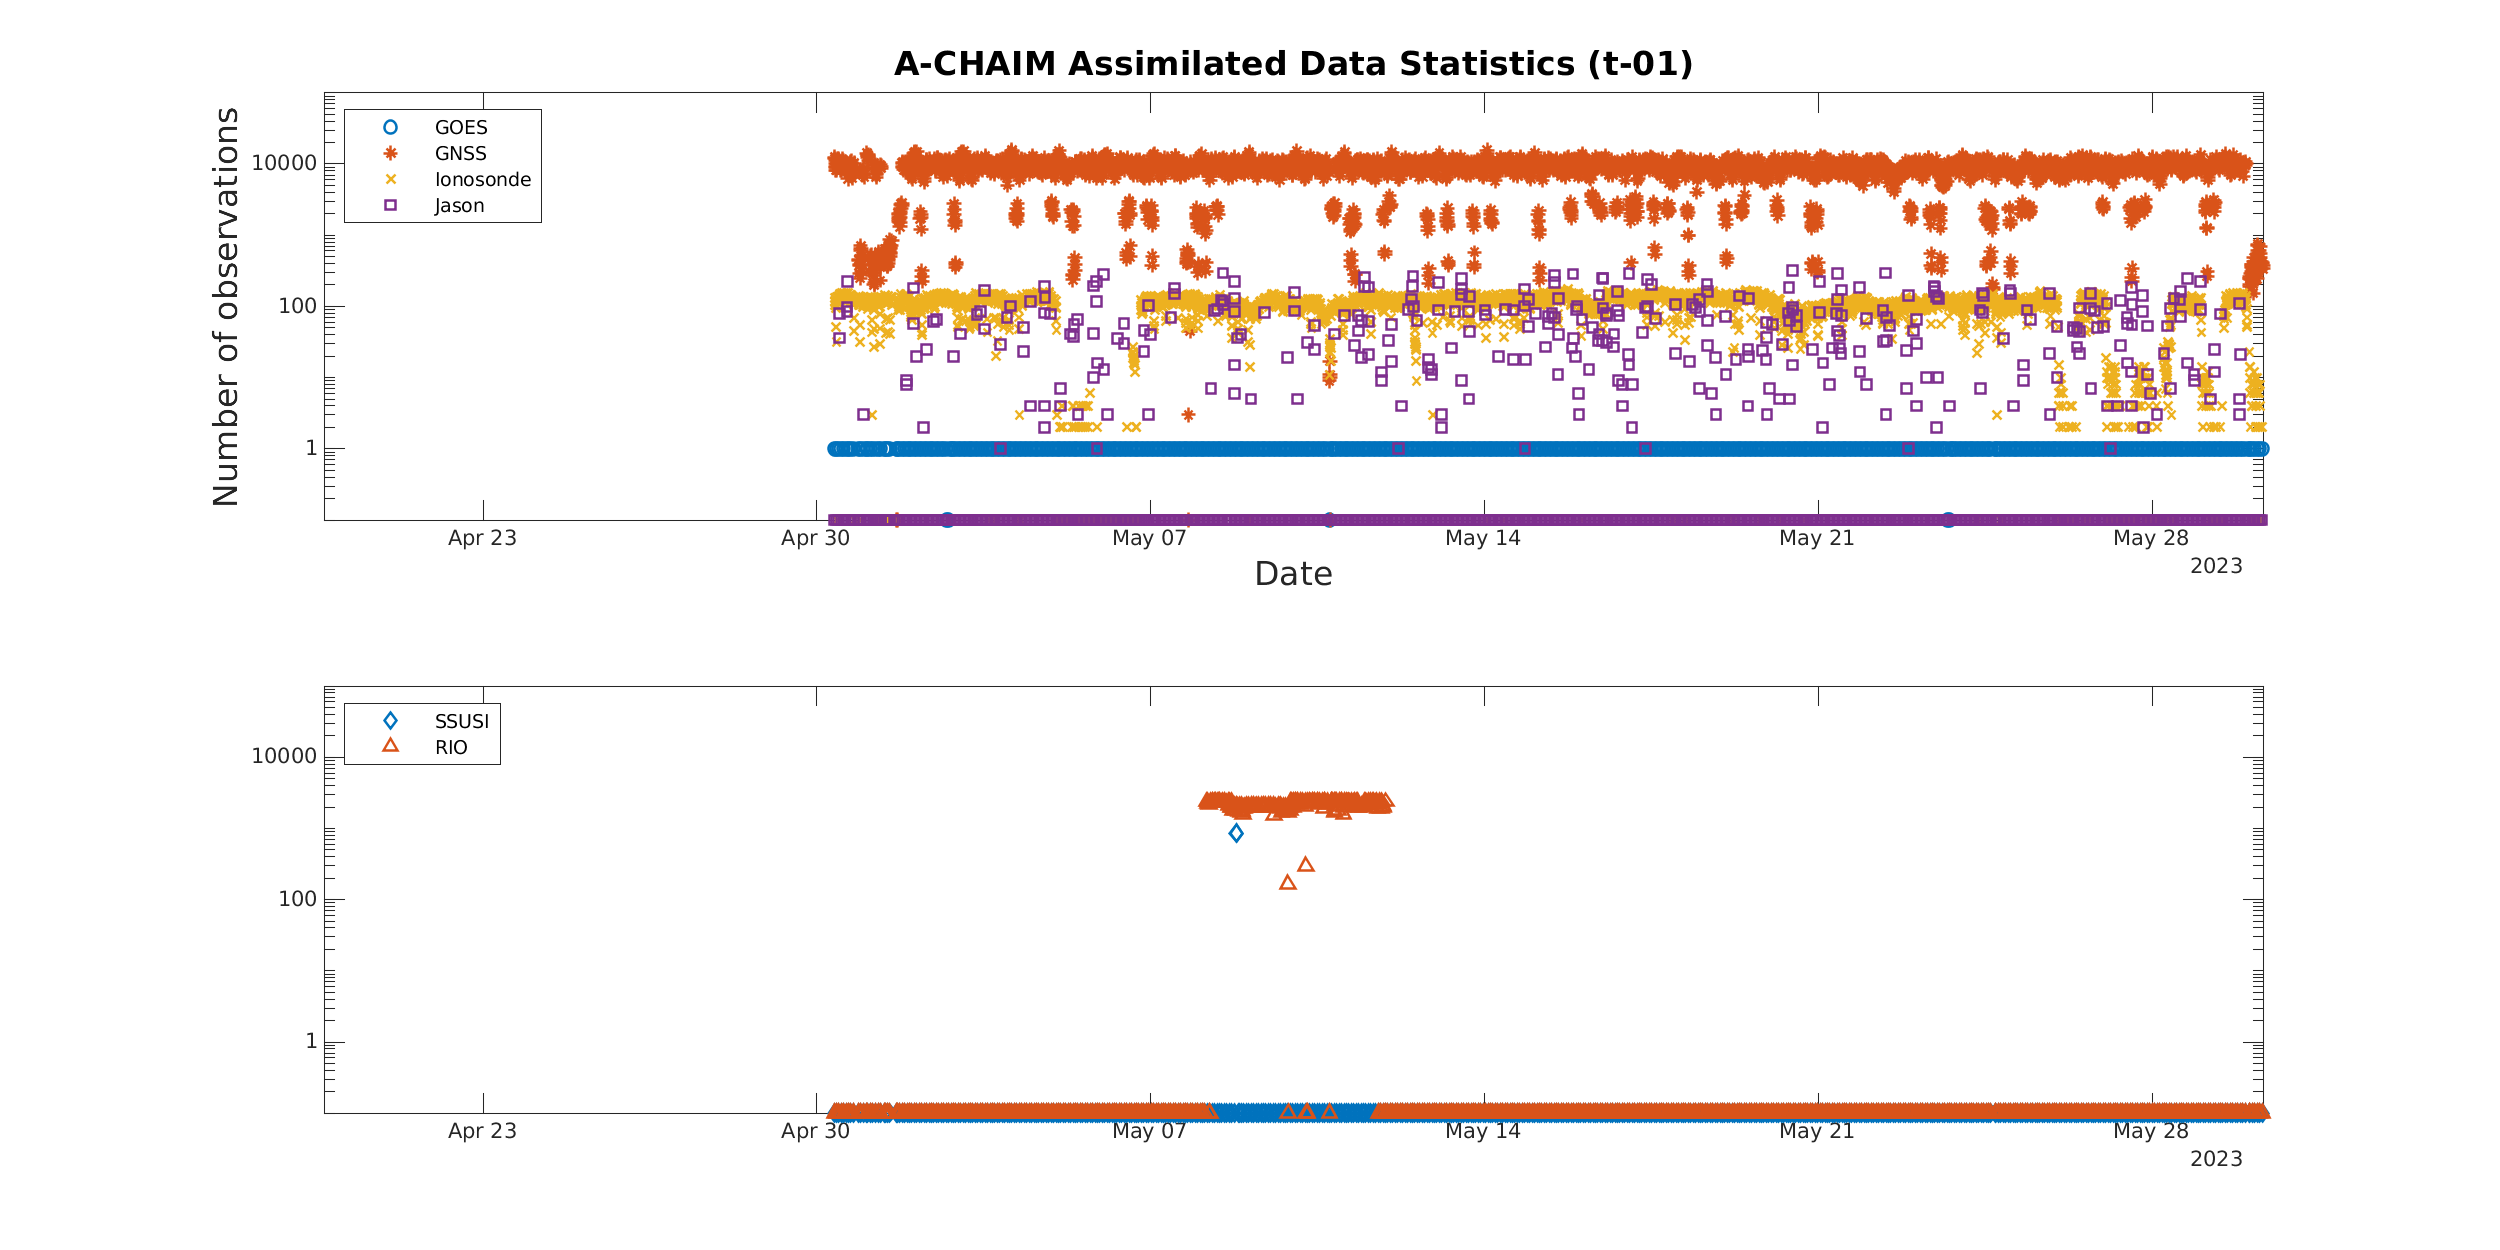 A-CHAIM Assimilated Data Statistics (t-01)
Number of observations
10000
100
1
GOES
GNSS
Ionosonde
Jason
Apr 23
Apr 30
May 07
May 14
May 21
May 28
2023
Date
10000
100
1
SSUSI
RIO
Apr 23
Apr 30
May 07
May 14
May 21
May 28
2023